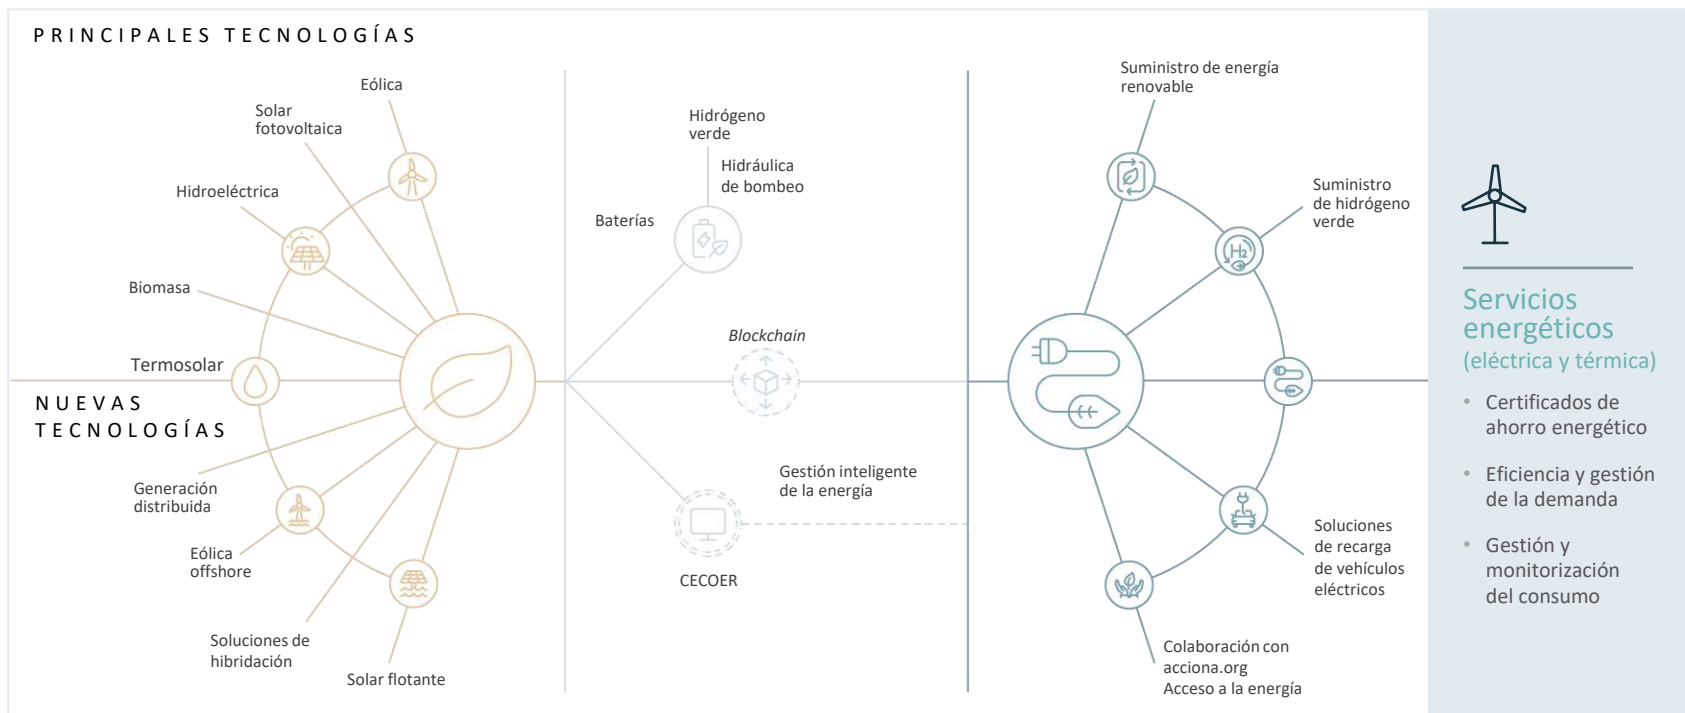 PRINCIPALES TECNOLOGÍAS
Eólica
Solar
fotovoltaica
Hidroeléctrica
Biomasa
Termosolar
NUEVAS
TECNOLOGÍAS
Generación
distribuida
Eólica
offshore
Soluciones de
hibridación
Solar flotante
Hidrógeno
verde
Hidráulica
de bombeo
Baterías
Blockchain
Gestión inteligente
de la energía
CECOER
Suministro de energía
renovable
Suministro
de hidrógeno
verde
H2
Soluciones
de recarga
de vehículos
eléctricos
Colaboración con
acciona.org
Acceso a la energía
Servicios
energéticos
(eléctrica y térmica)
• Certificados de
ahorro energético
• Eficiencia y gestión
de la demanda
• Gestión y
monitorización
del consumo